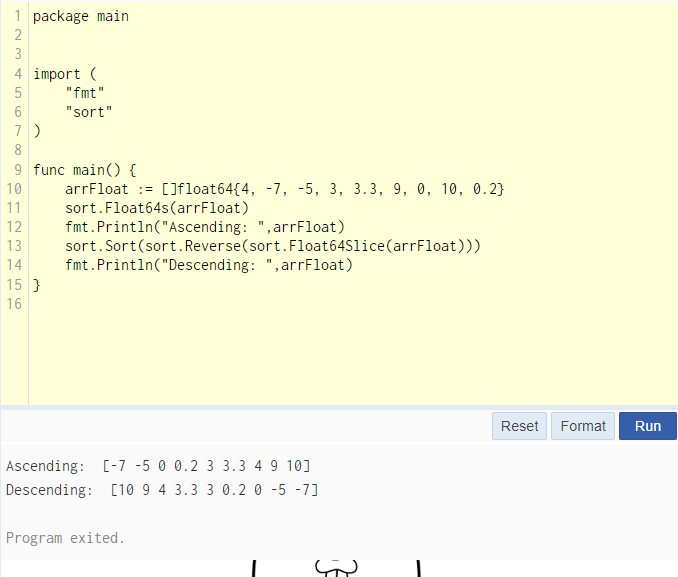 1 package main
2
3
4 import (
5     "fmt"
6     "sort"
7 )
8
9 func main() {
10     arrFloat := []float64{4, -7, -5, 3, 3.3, 9, 0, 10, 0.2}
11     sort.Float64s(arrFloat)
12     fmt.Println("Ascending: ",arrFloat)
13     sort.Sort(sort.Reverse(sort.Float64Slice(arrFloat)))
14     fmt.Println("Descending: ",arrFloat)
15 }
16
Reset Format Run
Ascending:  [-7 -5 0 0.2 3 3.3 4 9 10]
Descending:  [10 9 4 3.3 3 0.2 0 -5 -7]
Program exited.